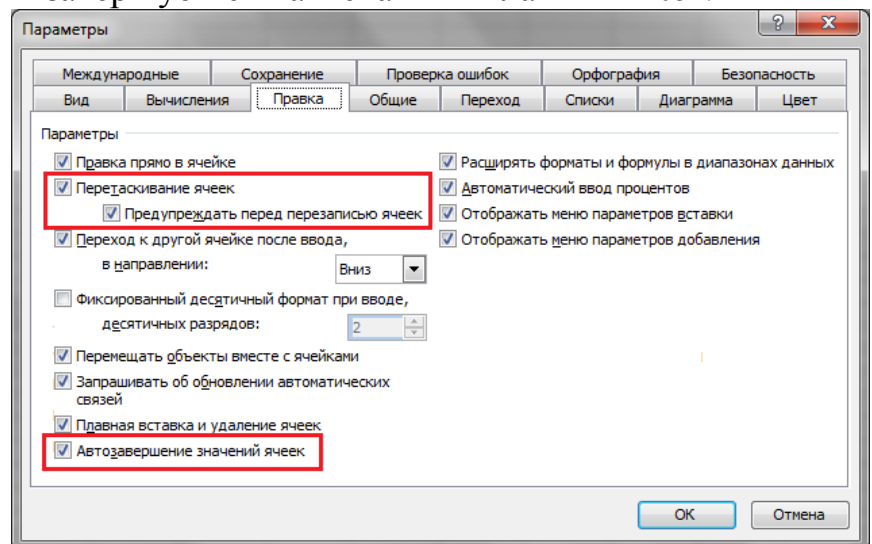 Параметры
Международные Сохранение Проверка ошибок Орфография Безопасность
Вид Вычисления Правка Общие Переход Списки Диаграмма Цвет
Параметры
Правка прямо в ячейке
Расширять форматы и формулы в диапазонах данных
Перетаскивание ячеек
Автоматический ввод процентов
Предупреждать перед перезаписью ячеек
Отображать меню параметров вставки
Переход к другой ячейке после ввода,
Отображать меню параметров добавления
в направлении: Вниз
Фиксированный десятичный формат при вводе,
десятичных разрядов: 2
Перемещать объекты вместе с ячейками
Запрашивать об обновлении автоматических
связей
Плавная вставка и удаление ячеек
Автозавершение значений ячеек
ОК Отмена